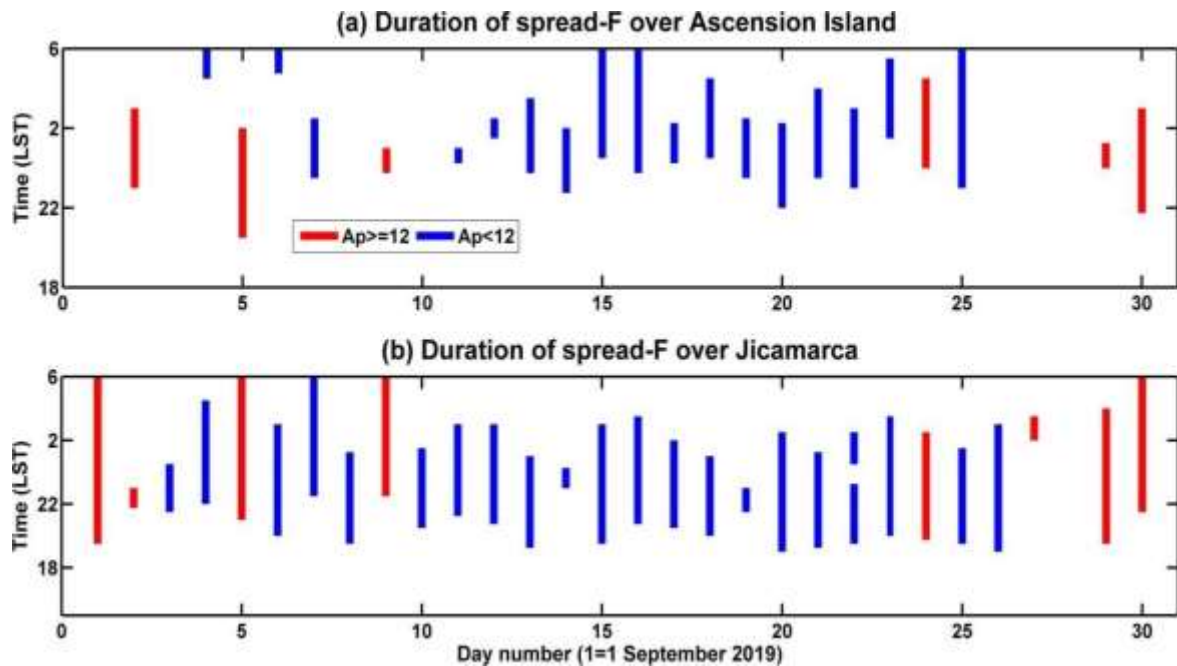 (a) Duration of spread-F over Ascension Island
6
2
22
18
Time (LST)
Ap>=12 Ap<12
0 5 10 15 20 25 30
(b) Duration of spread-F over Jicamarca
6
2
22
18
Time (LST)
0 5 10 15 20 25 30
Day number (1=1 September 2019)